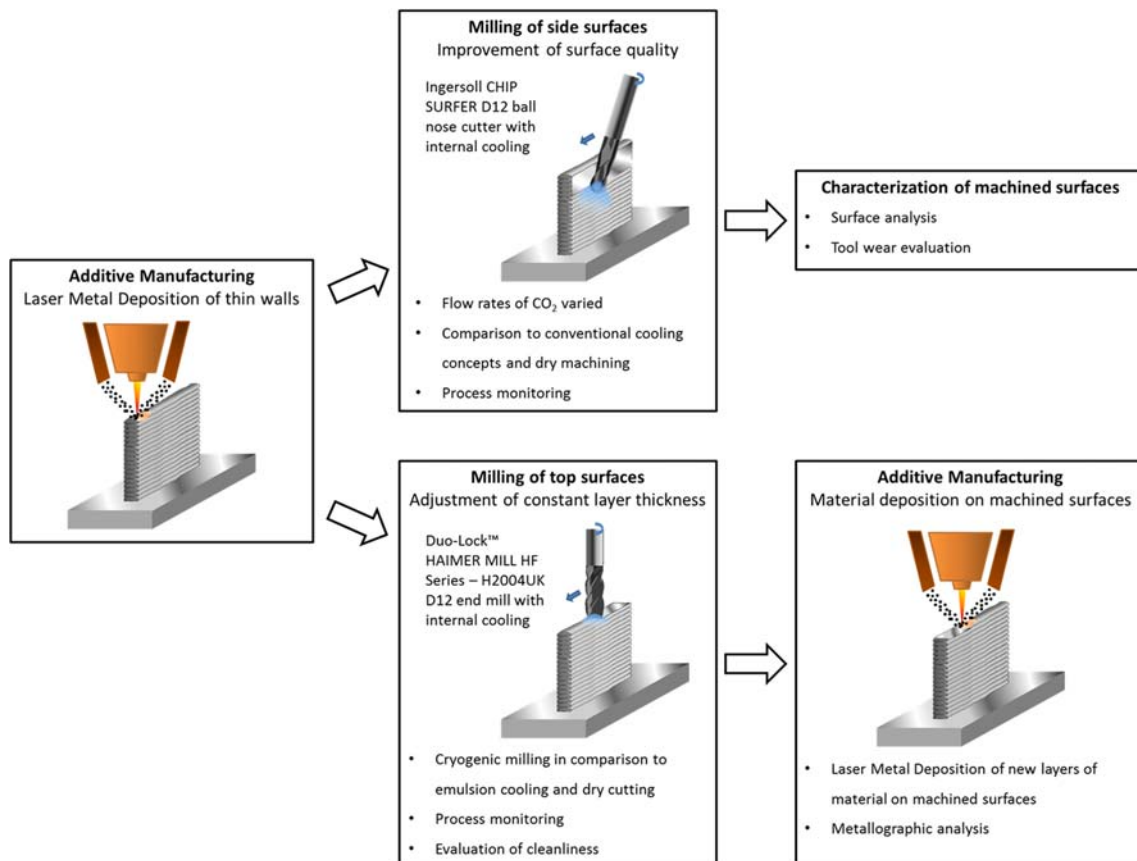 Additive Manufacturing
Laser Metal Deposition of thin walls
Milling of side surfaces
Improvement of surface quality
Ingersoll CHIP
SURFER D12 ball
nose cutter with
internal cooling
• Flow rates of CO₂ varied
• Comparison to conventional cooling
concepts and dry machining
• Process monitoring
Characterization of machined surfaces
• Surface analysis
• Tool wear evaluation
Milling of top surfaces
Adjustment of constant layer thickness
Duo-Lock™
HAIMER MILL HF
Series – H2004UK
D12 end mill with
internal cooling
• Cryogenic milling in comparison to
emulsion cooling and dry cutting
• Process monitoring
• Evaluation of cleanliness
Additive Manufacturing
Material deposition on machined surfaces
• Laser Metal Deposition of new layers of
material on machined surfaces
• Metallographic analysis